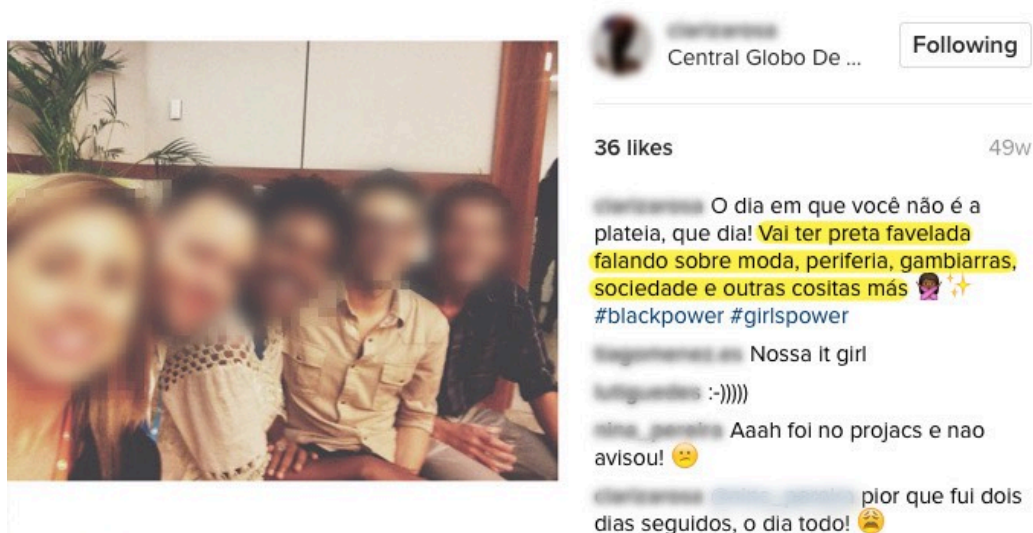 Central Globo De ...
Following
36 likes
49w
O dia em que você não é a
plateia, que dia! Vai ter preta favelada
falando sobre moda, periferia, gambiarras,
sociedade e outras cositas más 🙅🏾✨
#blackpower #girlspower
Nossa it girl
:-)))))
Aaah foi no projacs e nao
avisou! 😕
pior que fui dois
dias seguidos, o dia todo! 😩